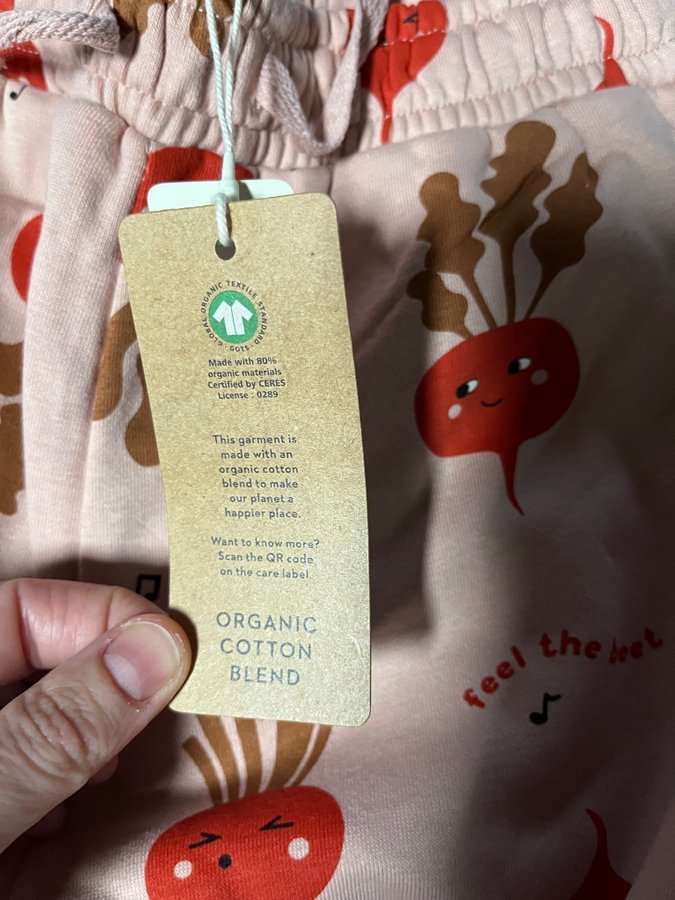 GLOBAL ORGANIC TEXTILE STANDARD · GOTS ·
Made with 80%
organic materials
Certified by CERES
License : 0289
This garment is
made with an
organic cotton
blend to make
our planet a
happier place.
Want to know more?
Scan the QR code
on the care label
ORGANIC
COTTON
BLEND
feel the beet